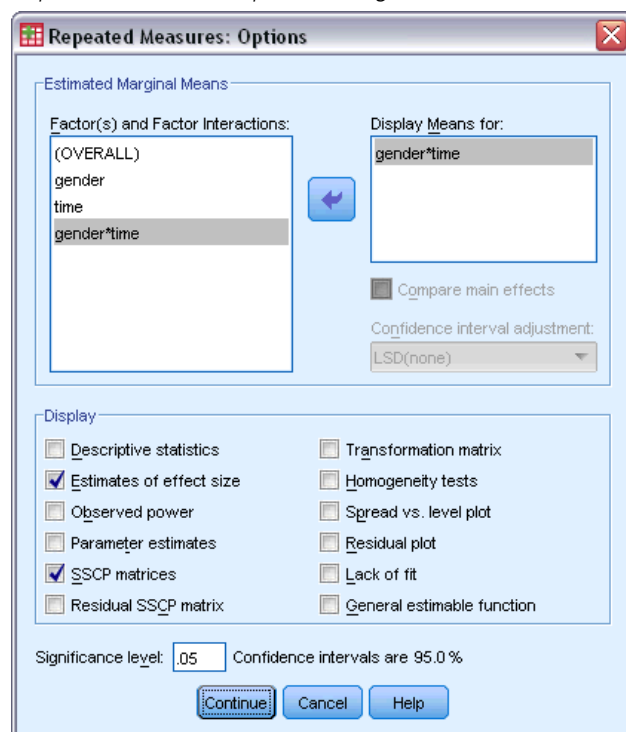 Repeated Measures: Options
Estimated Marginal Means
Factor(s) and Factor Interactions:
(OVERALL)
gender
time
gender*time
Display Means for:
gender*time
Compare main effects
Confidence interval adjustment:
LSD(none)
Display
Descriptive statistics
Estimates of effect size
Observed power
Parameter estimates
SSCP matrices
Residual SSCP matrix
Transformation matrix
Homogeneity tests
Spread vs. level plot
Residual plot
Lack of fit
General estimable function
Significance level: .05 Confidence intervals are 95.0 %
Continue Cancel Help